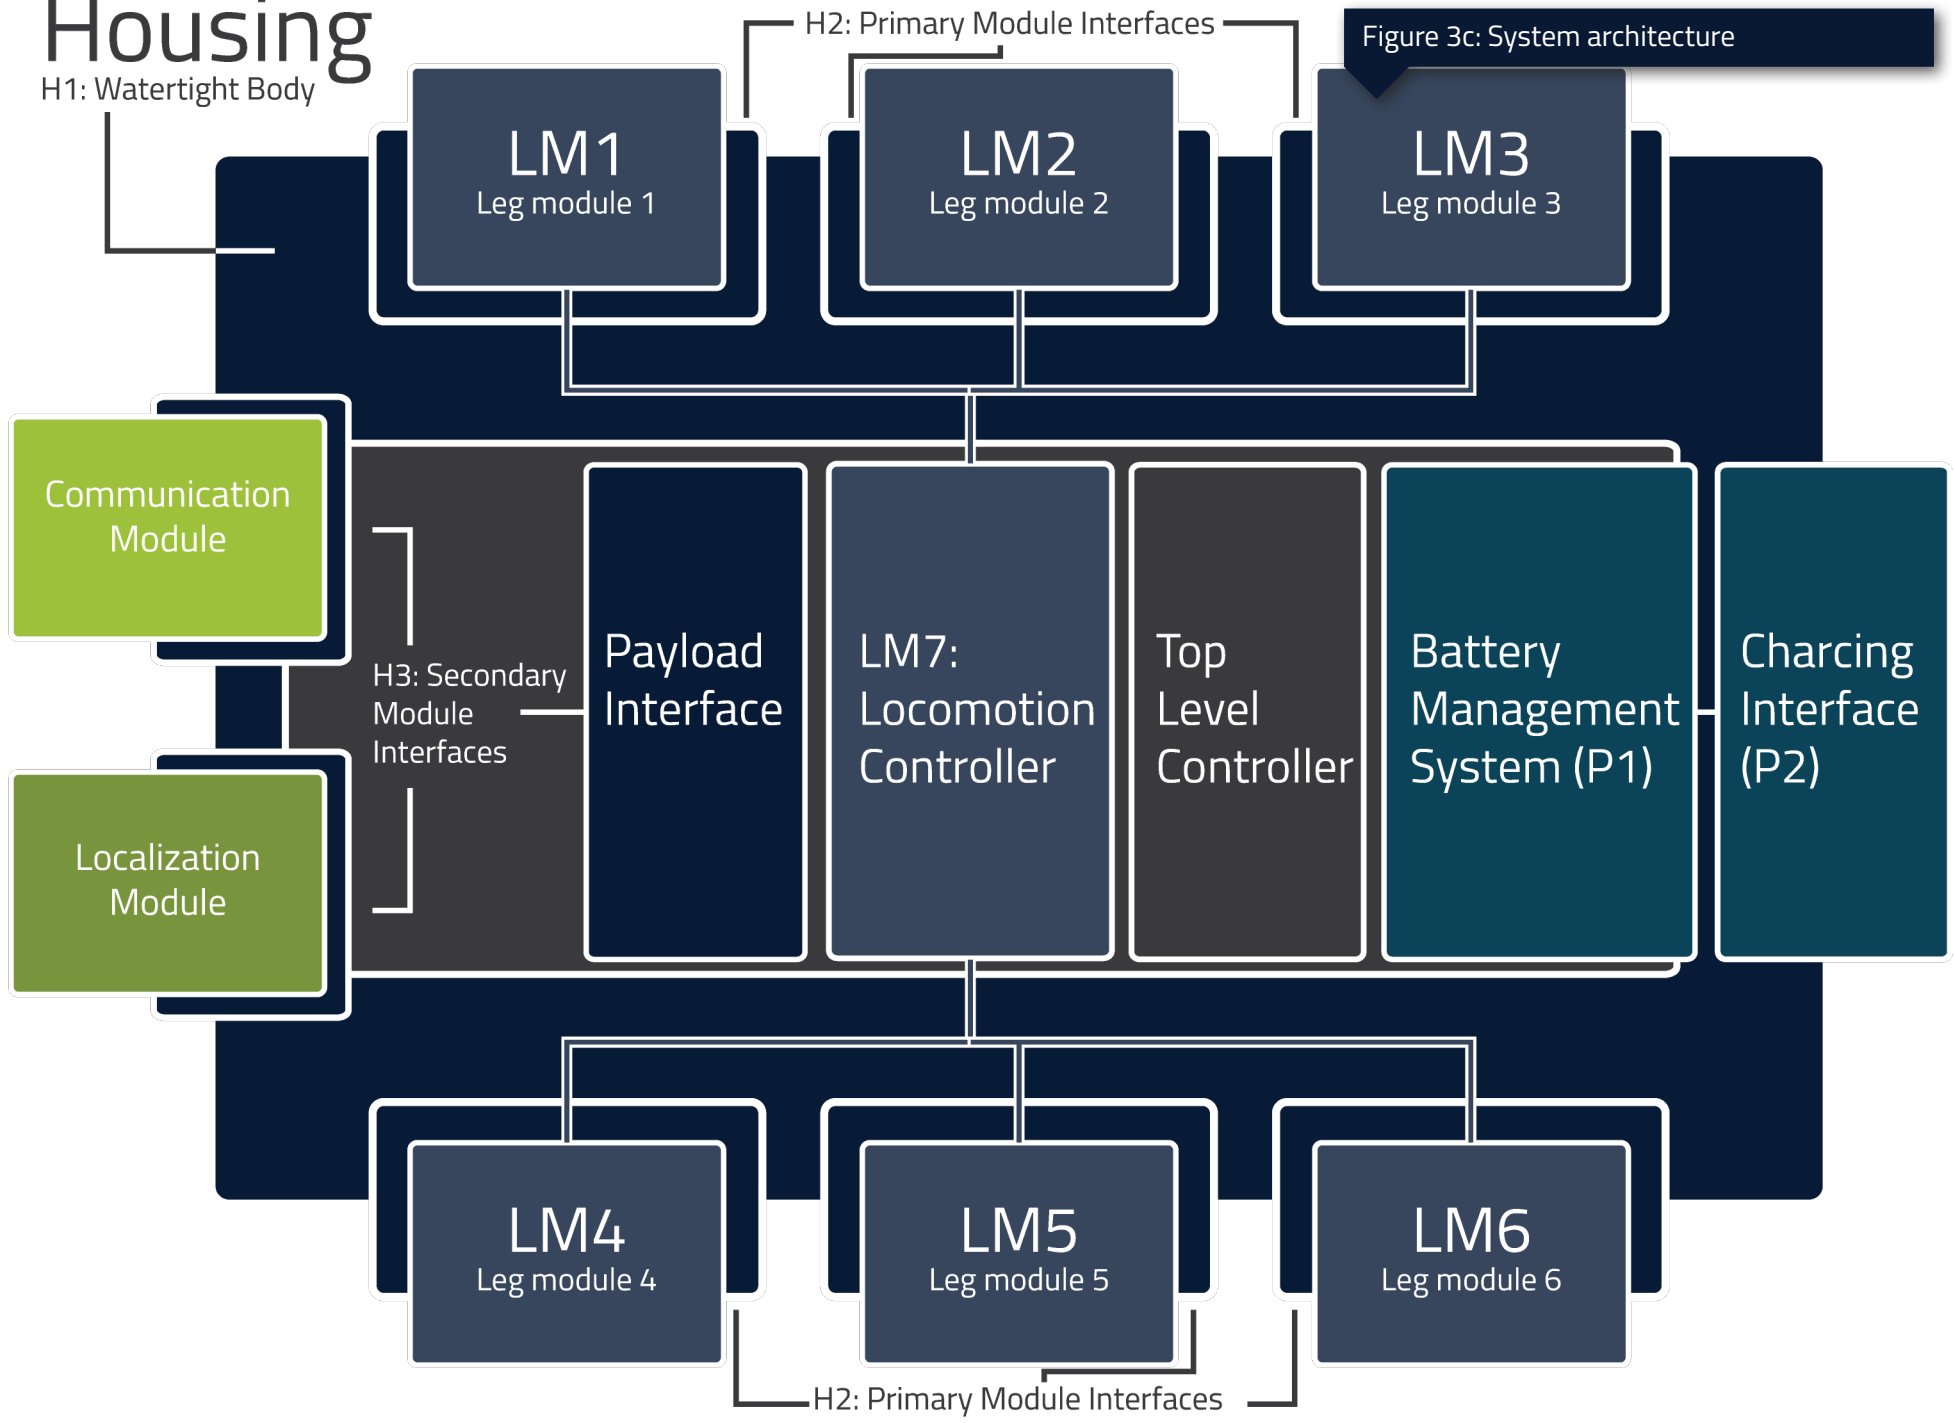 Housing
H1: Watertight Body
H2: Primary Module Interfaces
Figure 3c: System architecture
LM1
Leg module 1
LM2
Leg module 2
LM3
Leg module 3
Communication
Module
Localization
Module
H3: Secondary
Module
Interfaces
Payload
Interface
LM7:
Locomotion
Controller
Top
Level
Controller
Battery
Management
System (P1)
Charcing
Interface
(P2)
LM4
Leg module 4
LM5
Leg module 5
LM6
Leg module 6
H2: Primary Module Interfaces